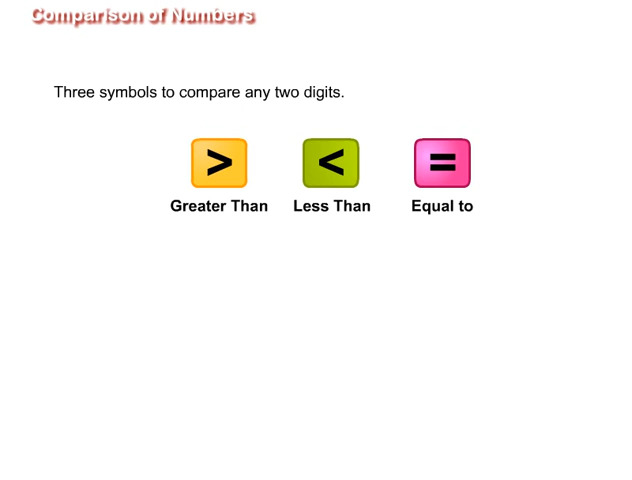 Comparison of Numbers
Three symbols to compare any two digits.
> < =
Greater Than Less Than Equal to